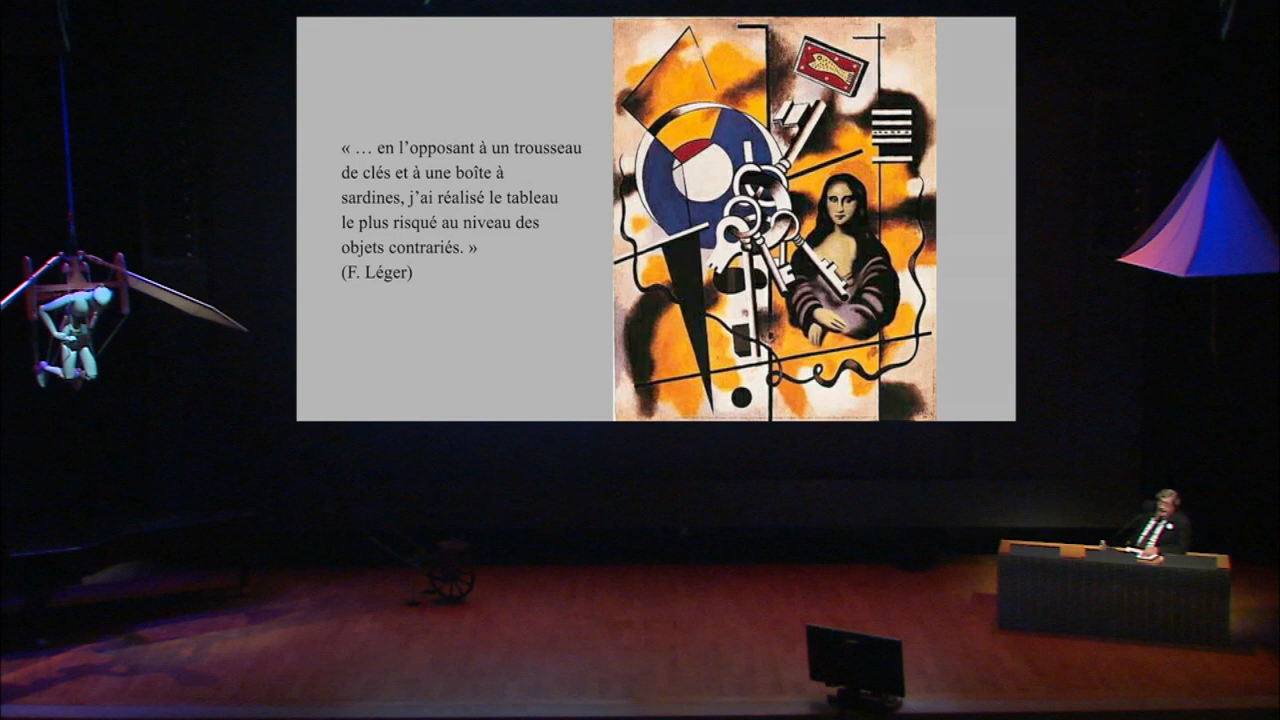 « … en l’opposant à un trousseau
de clés et à une boîte à
sardines, j’ai réalisé le tableau
le plus risqué au niveau des
objets contrariés. »
(F. Léger)